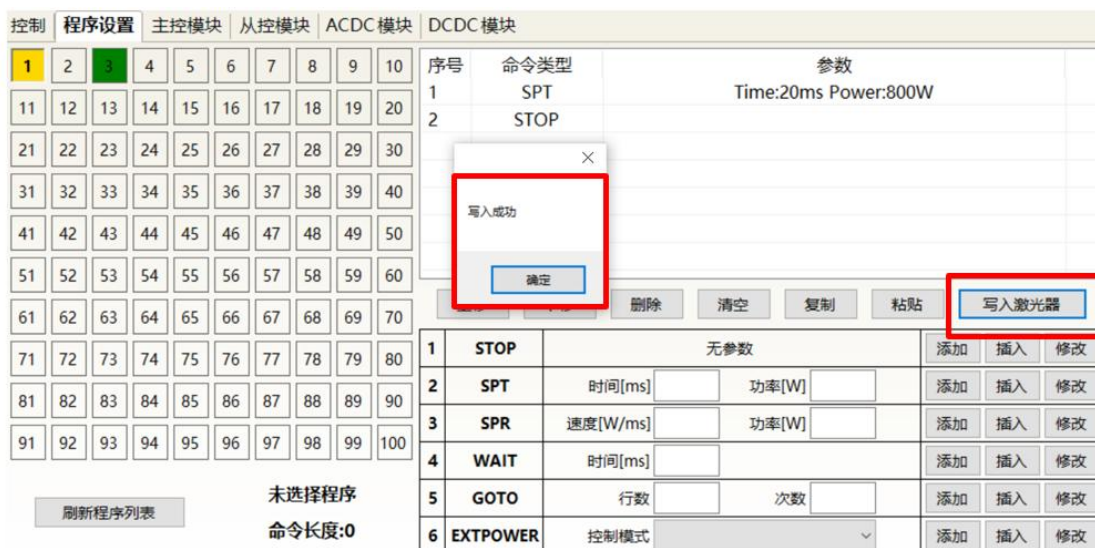 控制 程序设置 主控模块 从控模块 ACDC模块 DCDC模块
1 2 3 4 5 6 7 8 9 10
11 12 13 14 15 16 17 18 19 20
21 22 23 24 25 26 27 28 29 30
31 32 33 34 35 36 37 38 39 40
41 42 43 44 45 46 47 48 49 50
51 52 53 54 55 56 57 58 59 60
61 62 63 64 65 66 67 68 69 70
71 72 73 74 75 76 77 78 79 80
81 82 83 84 85 86 87 88 89 90
91 92 93 94 95 96 97 98 99 100
刷新程序列表
未选择程序
命令长度:0
序号 命令类型 参数
1 SPT Time:20ms Power:800W
2 STOP
写入成功
确定
删除 清空 复制 粘贴 写入激光器
1 STOP 无参数 添加 插入 修改
2 SPT 时间[ms] 功率[W] 添加 插入 修改
3 SPR 速度[W/ms] 功率[W] 添加 插入 修改
4 WAIT 时间[ms] 添加 插入 修改
5 GOTO 行数 次数 添加 插入 修改
6 EXTPOWER 控制模式 添加 插入 修改